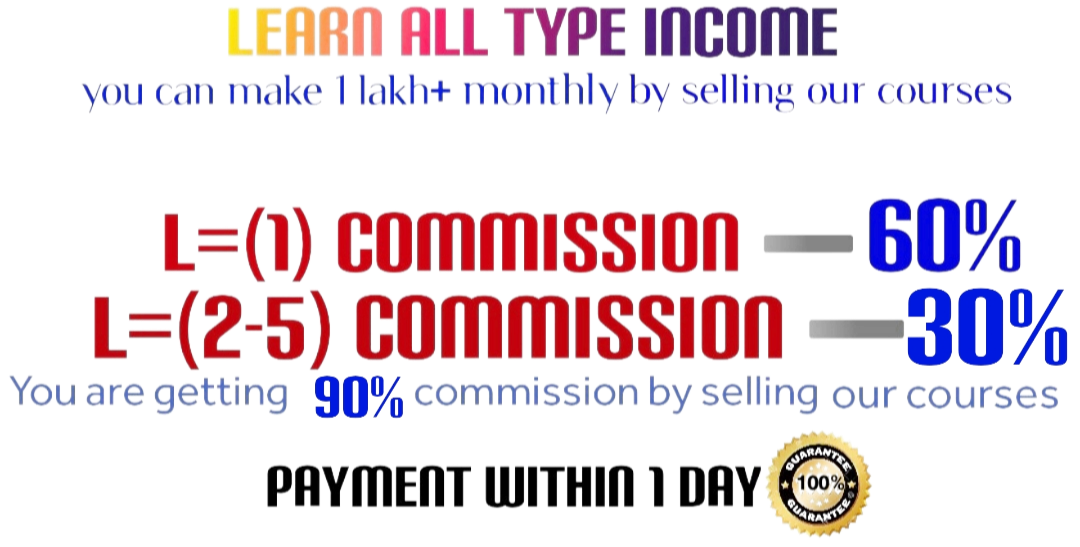 LEARN ALL TYPE INCOME
you can make 1 lakh+ monthly by selling our courses
L=(1) COMMISSION — 60%
L=(2-5) COMMISSION — 30%
You are getting 90% commission by selling our courses
PAYMENT WITHIN 1 DAY
GUARANTEE
100%
GUARANTEE